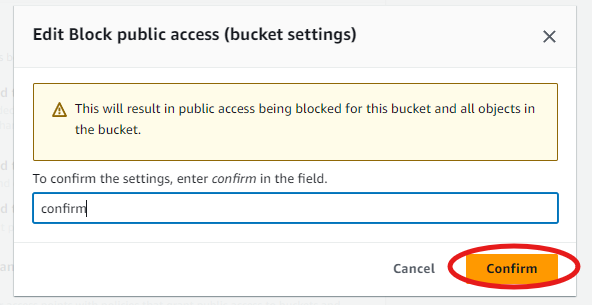 Edit Block public access (bucket settings)
This will result in public access being blocked for this bucket and all objects in
the bucket.
To confirm the settings, enter confirm in the field.
confirm
Cancel
Confirm